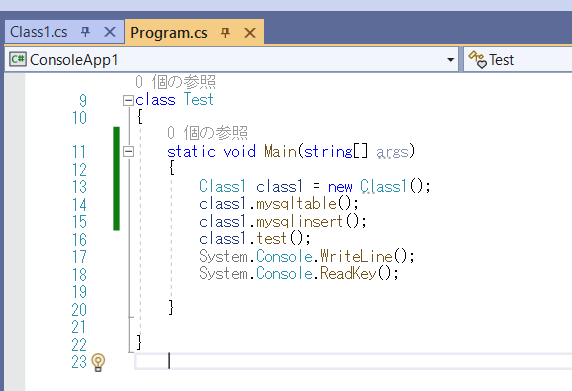 Class1.cs Program.cs
C# ConsoleApp1 Test
0 個の参照
9 class Test
10 {
0 個の参照
11 static void Main(string[] args)
12 {
13 Class1 class1 = new Class1();
14 class1.mysqltable();
15 class1.mysqlinsert();
16 class1.test();
17 System.Console.WriteLine();
18 System.Console.ReadKey();
19
20 }
21
22 }
23